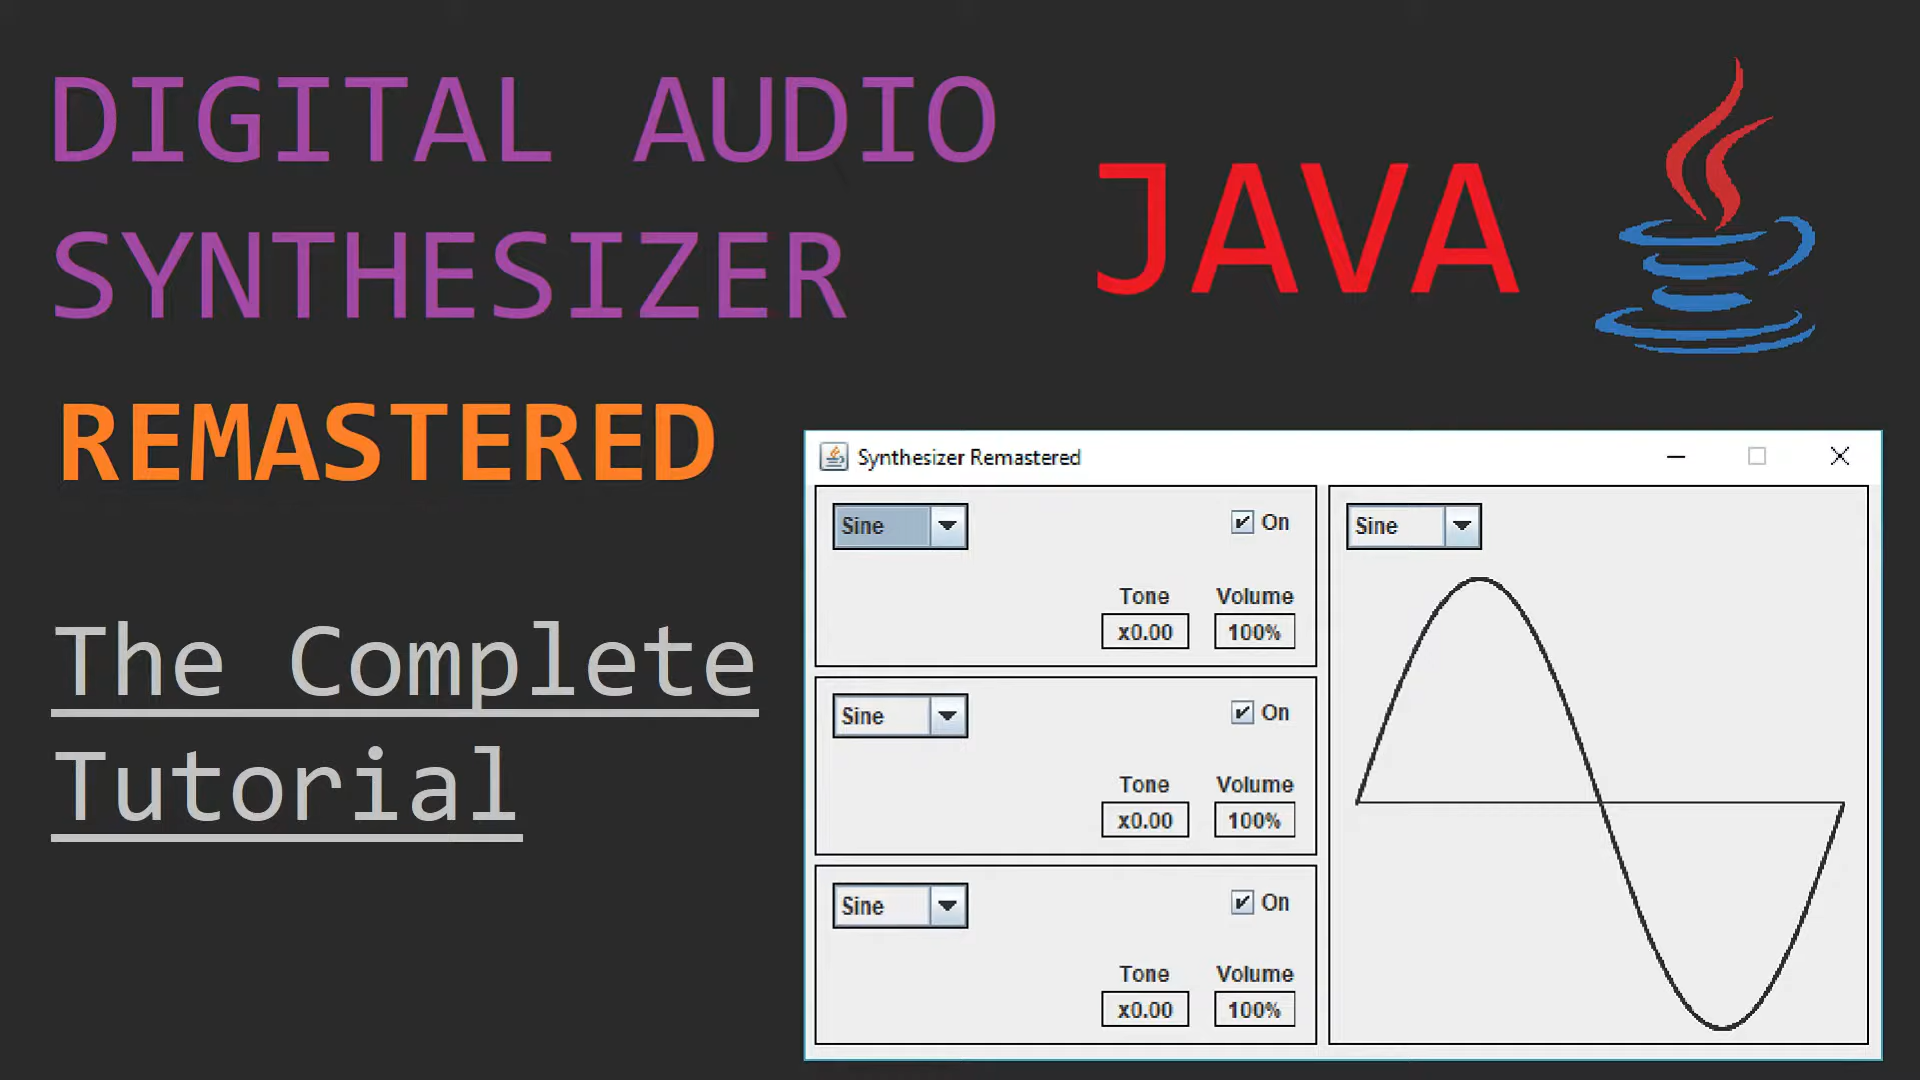 DIGITAL AUDIO
SYNTHESIZER
REMASTERED
The Complete
Tutorial
JAVA
Synthesizer Remastered
Sine
On
Tone Volume
x0.00 100%
Sine
On
Tone Volume
x0.00 100%
Sine
On
Tone Volume
x0.00 100%
Sine